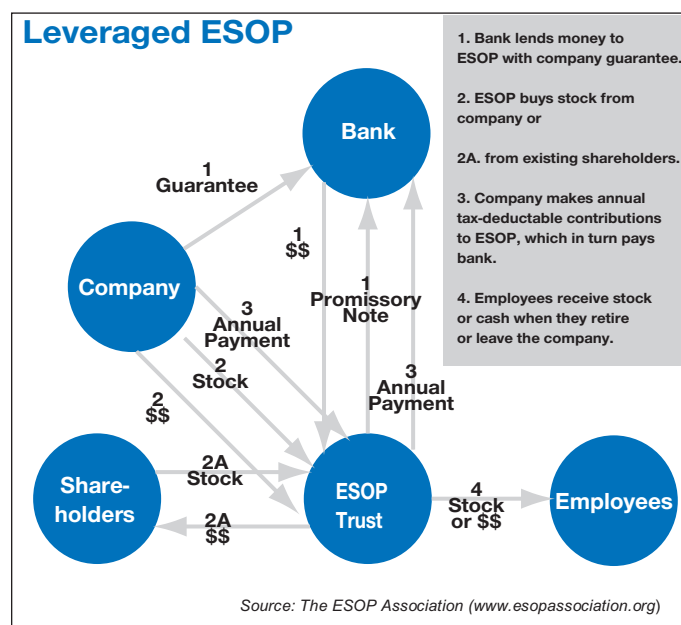 Leveraged ESOP
1. Bank lends money to
ESOP with company guarantee.
2. ESOP buys stock from
company or
2A. from existing shareholders.
3. Company makes annual
tax-deductable contributions
to ESOP, which in turn pays
bank.
4. Employees receive stock
or cash when they retire
or leave the company.
Bank
1
Guarantee
1
$$
Company
1
Promissory
Note
3
Annual
Payment
2
Stock
3
Annual
Payment
2
$$
Share-
holders
2A
Stock
2A
$$
ESOP
Trust
4
Stock
or $$
Employees
Source: The ESOP Association (www.esopassociation.org)